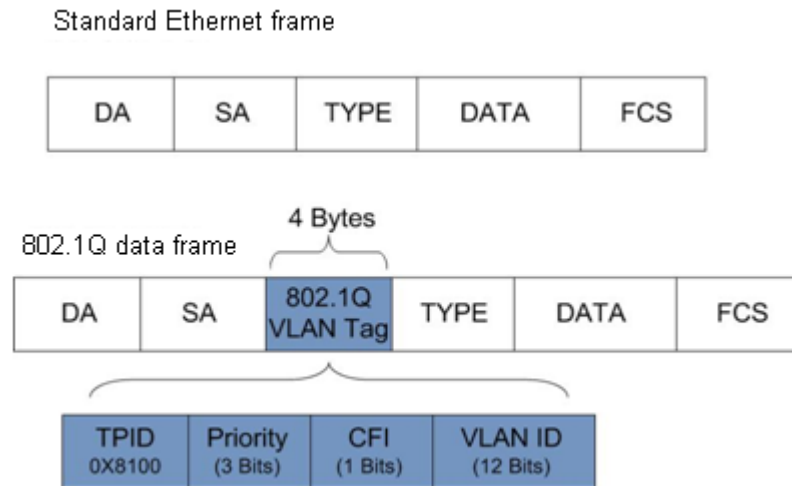 Standard Ethernet frame
DA SA TYPE DATA FCS
4 Bytes
802.1Q data frame
DA SA 802.1Q VLAN Tag TYPE DATA FCS
TPID Priority CFI VLAN ID
0X8100 (3 Bits) (1 Bits) (12 Bits)